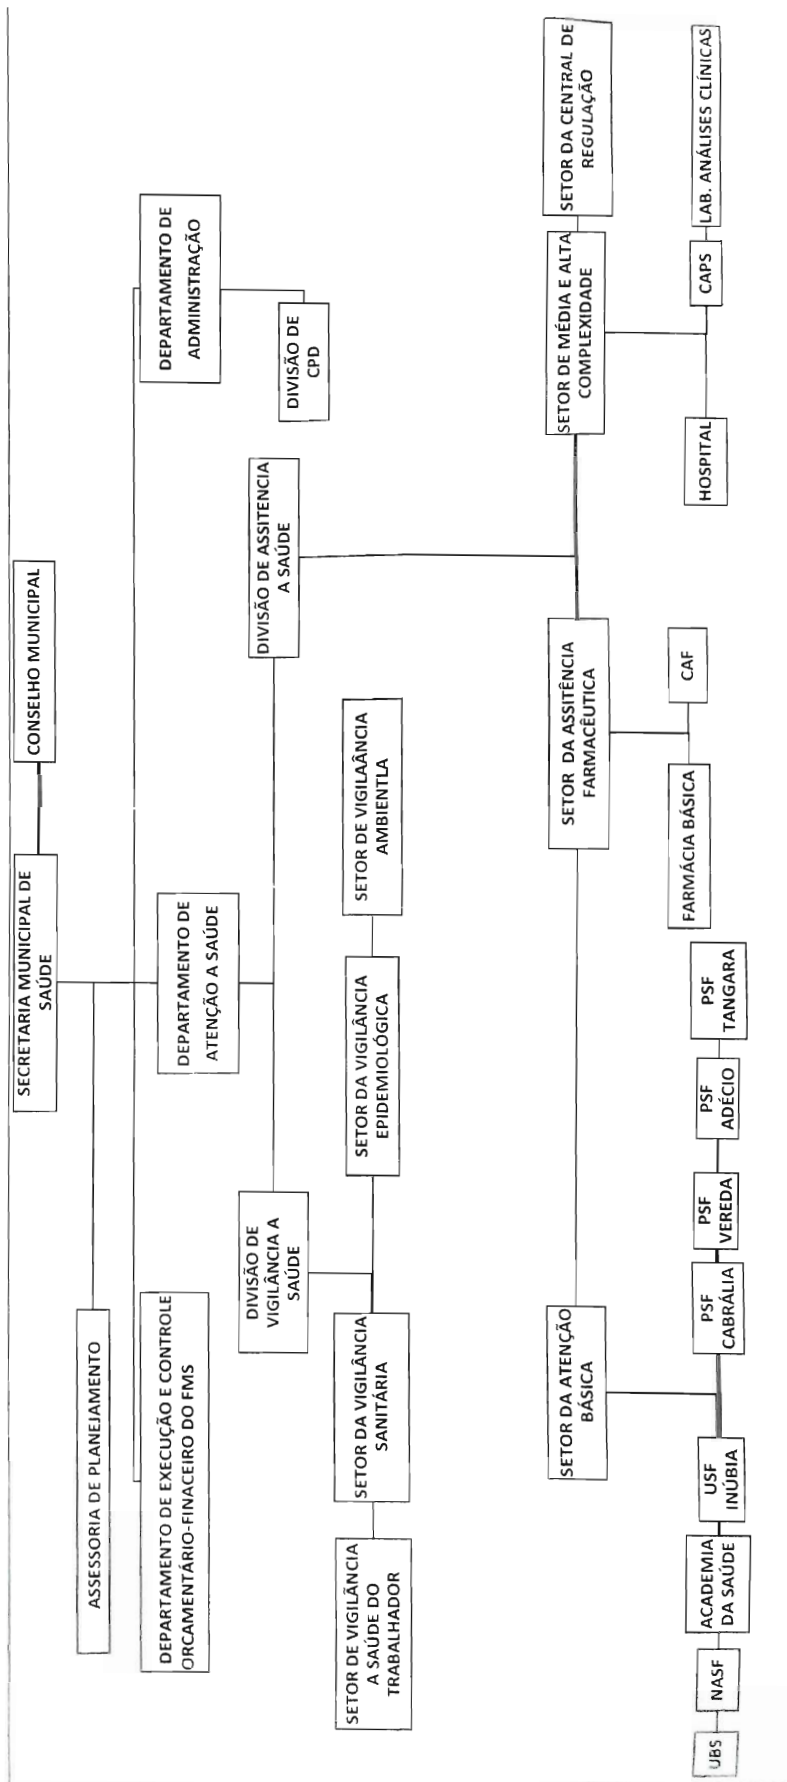 SECRETARIA MUNICIPAL DE
SAÚDE
CONSELHO MUNICIPAL
ASSESSORIA DE PLANEJAMENTO
DEPARTAMENTO DE EXECUÇÃO E CONTROLE
ORCAMENTÁRIO-FINACEIRO DO FMS
DEPARTAMENTO DE
ATENÇÃO A SAÚDE
DEPARTAMENTO DE
ADMINISTRAÇÃO
DIVISÃO DE
VIGILÂNCIA A
SAÚDE
DIVISÃO DE ASSITENCIA
A SAÚDE
DIVISÃO DE
CPD
SETOR DE VIGILÂNCIA
A SAÚDE DO
TRABALHADOR
SETOR DA VIGILÂNCIA
SANITÁRIA
SETOR DA VIGILÂNCIA
EPIDEMIOLÓGICA
SETOR DE VIGILAÂNCIA
AMBIENTLA
SETOR DA ATENÇÃO
BÁSICA
SETOR DA ASSITÊNCIA
FARMACÊUTICA
SETOR DE MÉDIA E ALTA
COMPLEXIDADE
SETOR DA CENTRAL DE
REGULAÇÃO
UBS
NASF
ACADEMIA
DA SAÚDE
USF
INÚBIA
PSF
CABRÁLIA
PSF
VEREDA
PSF
ADÉCIO
PSF
TANGARA
FARMÁCIA BÁSICA
CAF
HOSPITAL
CAPS
LAB. ANÁLISES CLÍNICAS